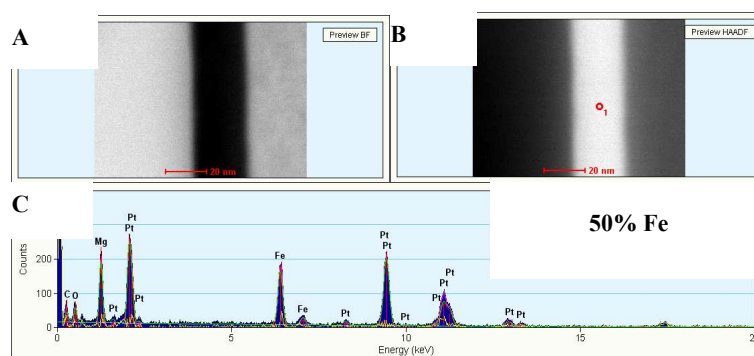 A
Preview BF
20 nm
B
Preview HAADF
1
20 nm
C
50% Fe
Counts
200
100
0
C
O
Mg
Pt
Pt
Pt
Pt
Fe
Fe
Pt
Pt
Pt
Pt
Pt
Pt
Pt
Pt
Pt
0
5
10
15
2
Energy (keV)